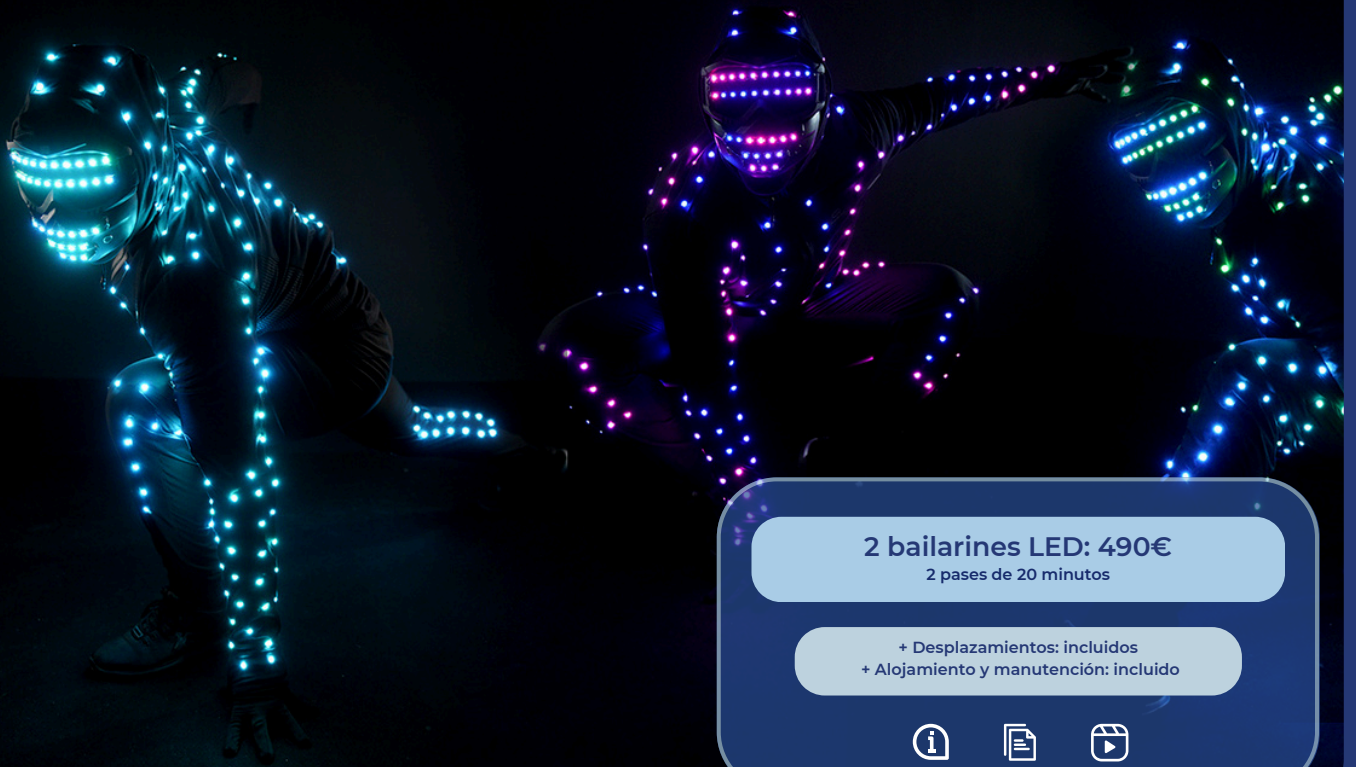 2 bailarines LED: 490€
2 pases de 20 minutos
+ Desplazamientos: incluidos
+ Alojamiento y manutención: incluido